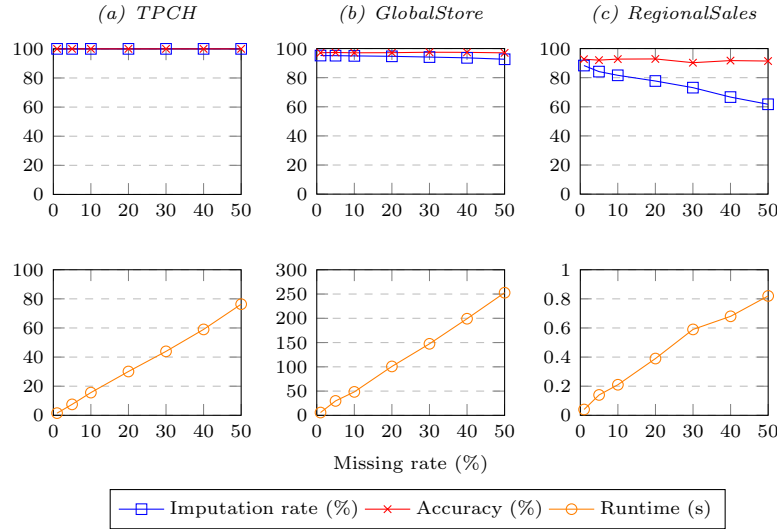 (a) TPCH (b) GlobalStore (c) RegionalSales
100 100 100
80 80 80
60 60 60
40 40 40
20 20 20
0 0 0
0 10 20 30 40 50 0 10 20 30 40 50 0 10 20 30 40 50
100 300 1
80 250 0.8
60 200 0.6
40 150 0.4
20 100 0.2
0 50 0
0
0 10 20 30 40 50 0 10 20 30 40 50 0 10 20 30 40 50
Missing rate (%)
Imputation rate (%) Accuracy (%) Runtime (s)